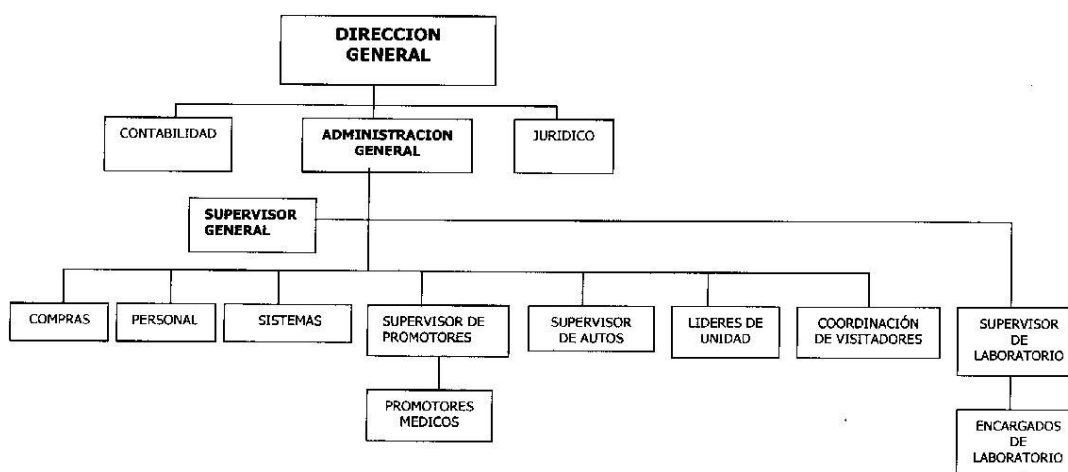 DIRECCION
GENERAL
CONTABILIDAD
ADMINISTRACION
GENERAL
JURIDICO
SUPERVISOR
GENERAL
COMPRAS
PERSONAL
SISTEMAS
SUPERVISOR DE
PROMOTORES
SUPERVISOR
DE AUTOS
LIDERES DE
UNIDAD
COORDINACIÓN
DE VISITADORES
SUPERVISOR
DE
LABORATORIO
PROMOTORES
MEDICOS
ENCARGADOS
DE
LABORATORIO